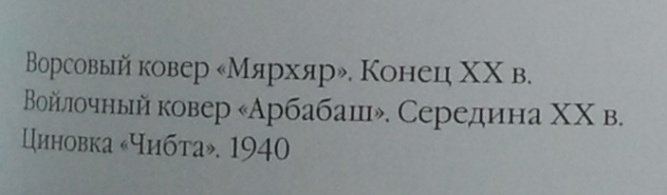 Ворсовый ковер «Мярхяр». Конец XX в.
Войлочный ковер «Арбабаш». Середина XX в.
Циновка «Чибта». 1940